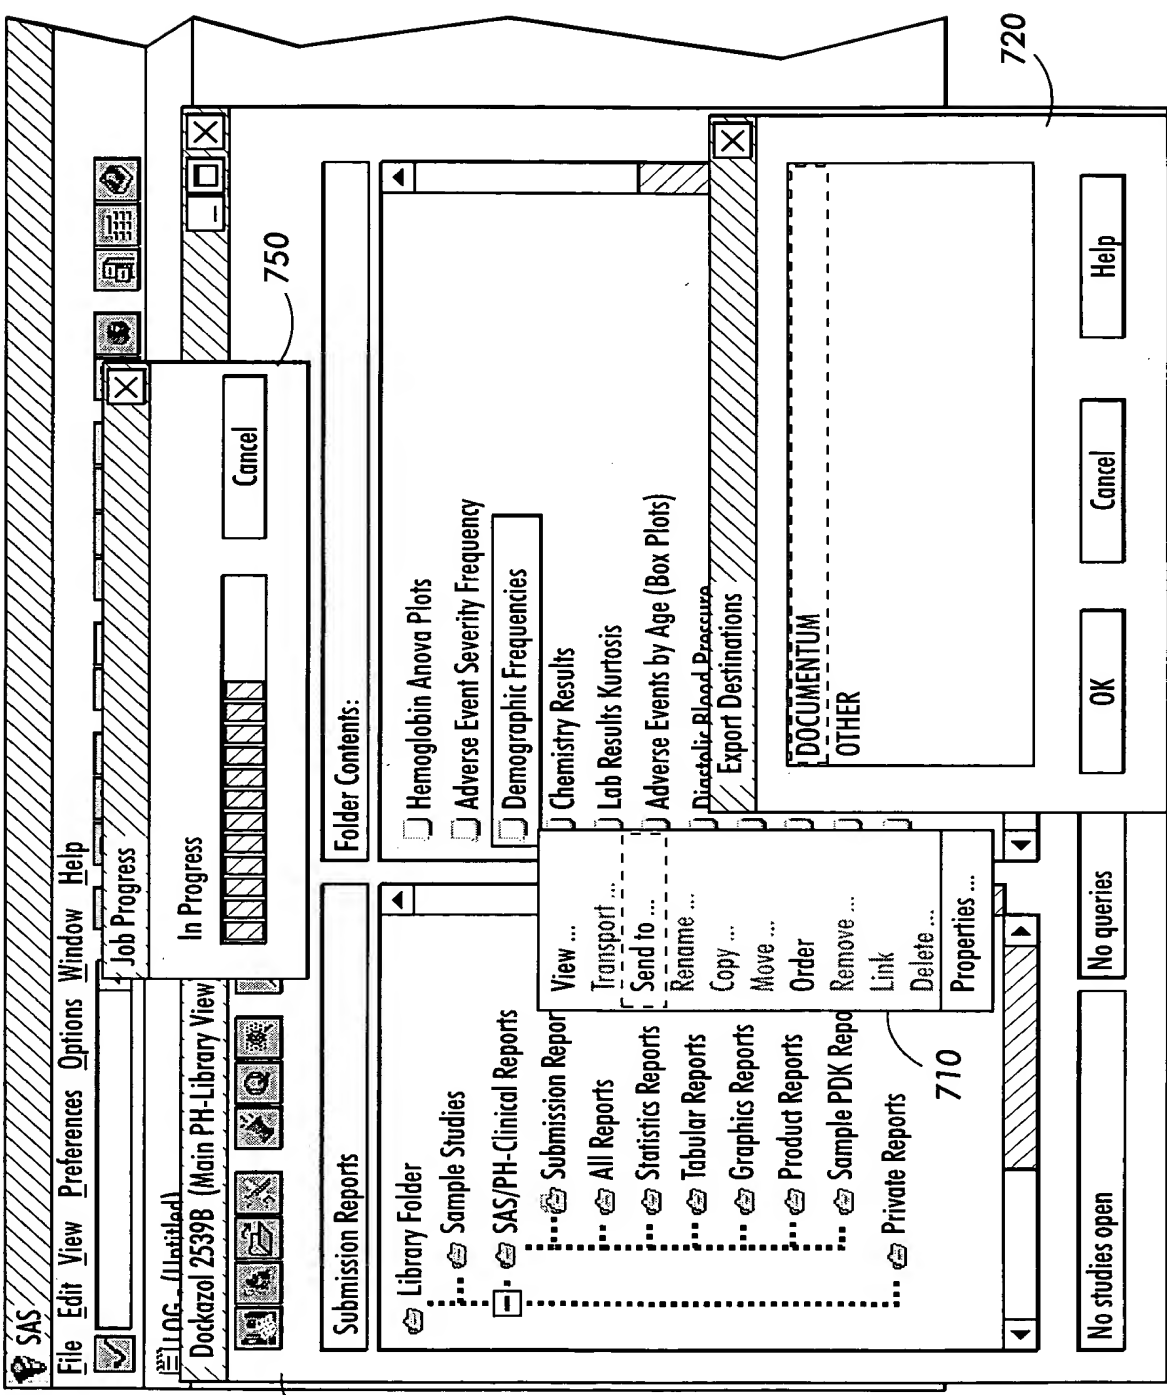 SAS
File Edit View Preferences Options Window Help
LOG - (Untitled)
Dockazol 2539B (Main PH-Library View
Job Progress
In Progress
Cancel
750
Submission Reports
Library Folder
Sample Studies
SAS/PH-Clinical Reports
Submission Repor
All Reports
Statistics Reports
Tabular Reports
Graphics Reports
Product Reports
Sample PDK Repo
Private Reports
View ...
Transport ...
Send to ...
Rename ...
Copy ...
Move ...
Order
Remove ...
Link
Delete ...
Properties ...
710
Folder Contents:
Hemoglobin Anova Plots
Adverse Event Severity Frequency
Demographic Frequencies
Chemistry Results
Lab Results Kurtosis
Adverse Events by Age (Box Plots)
Diastolic Blood Pressure
Export Destinations
DOCUMENTUM
OTHER
OK
Cancel
Help
720
No studies open
No queries